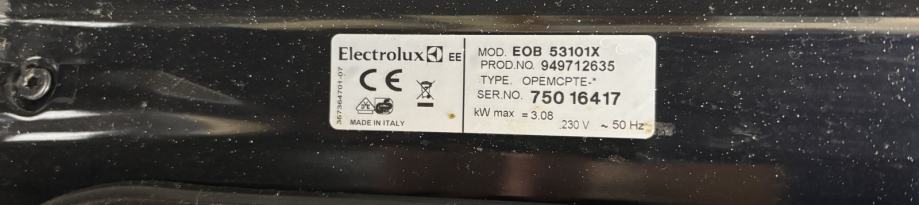 Electrolux EE
CE
MADE IN ITALY
367364701-07
MOD. EOB 53101X
PROD.NO. 949712635
TYPE. OPEMCPTE-*
SER.NO. 750 16417
kW max = 3.08
.230 V ~ 50 Hz